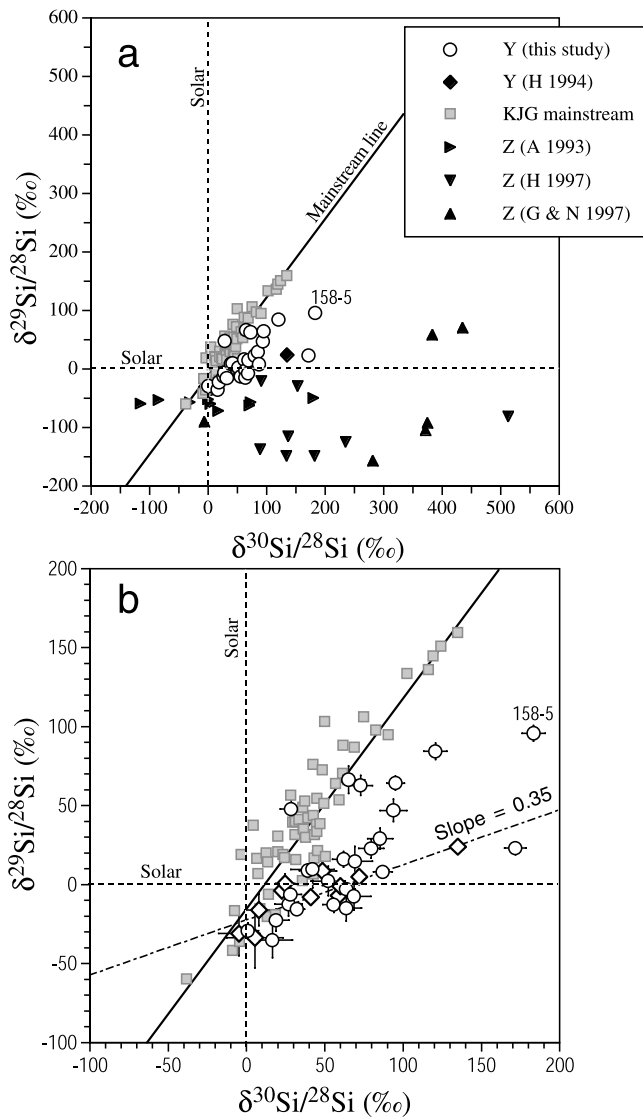 a
600
500
400
300
200
100
0
-100
-200
δ²⁹Si/²⁸Si (‰)
Solar
Mainstream line
Y (this study)
Y (H 1994)
KJG mainstream
Z (A 1993)
Z (H 1997)
Z (G & N 1997)
158-5
Solar
-200 -100 0 100 200 300 400 500 600
δ³⁰Si/²⁸Si (‰)
b
200
150
100
50
0
-50
-100
δ²⁹Si/²⁸Si (‰)
Solar
158-5
Slope = 0.35
Solar
-100 -50 0 50 100 150 200
δ³⁰Si/²⁸Si (‰)